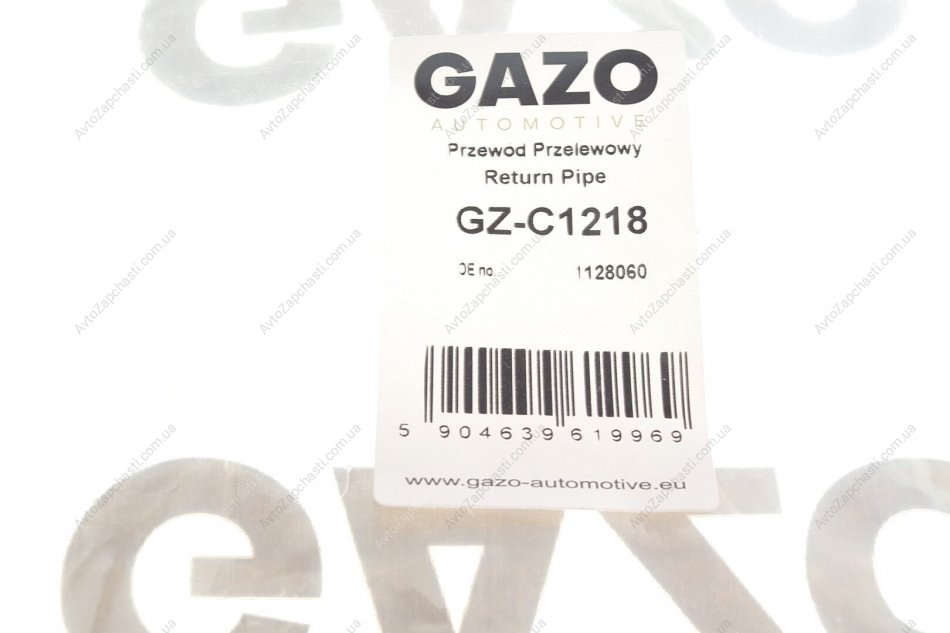 GAZO
AUTOMOTIVE
Przewod Przelewowy
Return Pipe
GZ-C1218
OE no. 1128060
5 904639 619969
www.gazo-automotive.eu
AvtoZapchasti.com.ua